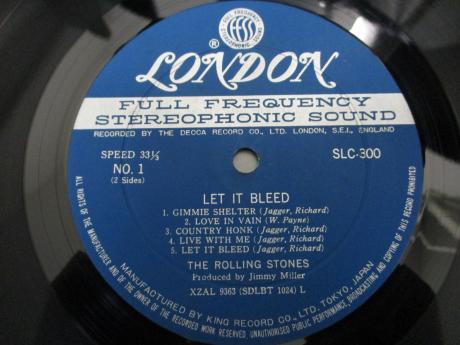 FULL FREQUENCY
ffss
STEREOPHONIC SOUND
® LONDON
FULL FREQUENCY
STEREOPHONIC SOUND
RECORDED BY THE DECCA RECORD CO., LTD. LONDON, S.E.I., ENGLAND
SPEED 33⅓
SLC-300
NO. 1
(2 Sides)
LET IT BLEED
1. GIMMIE SHELTER (Jagger, Richard)
2. LOVE IN VAIN (W. Payne)
3. COUNTRY HONK (Jagger, Richard)
4. LIVE WITH ME (Jagger, Richard)
5. LET IT BLEED (Jagger, Richard)
THE ROLLING STONES
Produced by Jimmy Miller
XZAL 9363 (SDLBT 1024) L
ALL RIGHTS OF THE MANUFACTURER AND OF THE OWNER OF THE RECORDED WORK RESERVED. UNAUTHORISED PUBLIC PERFORMANCE, BROADCASTING AND COPYING OF THIS RECORD PROHIBITED
MANUFACTURED BY KING RECORD CO., LTD. TOKYO, JAPAN